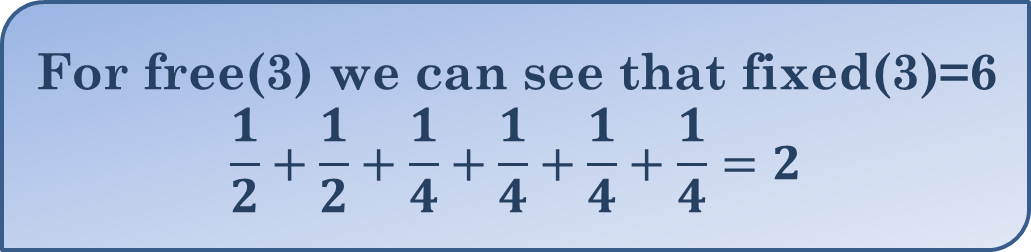 For free(3) we can see that fixed(3)=6
1/2 + 1/2 + 1/4 + 1/4 + 1/4 + 1/4 = 2